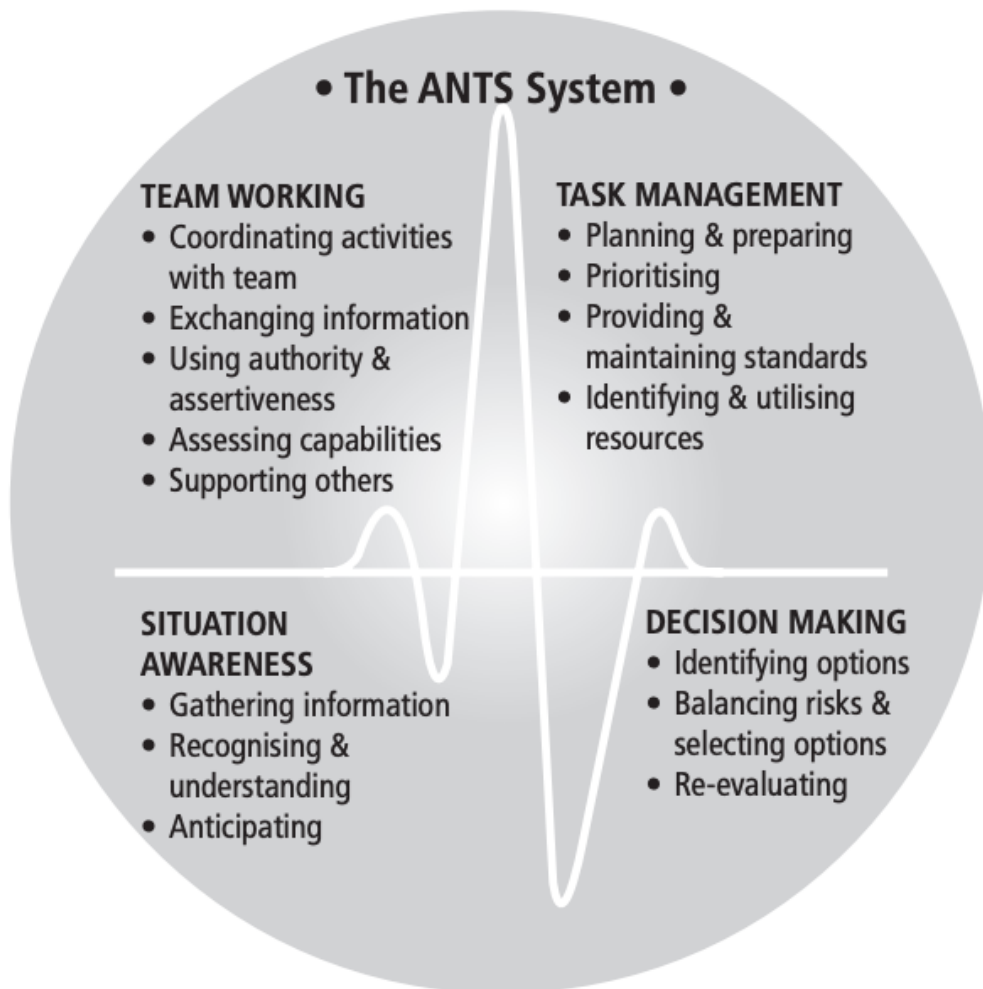 • The ANTS System •
TEAM WORKING
• Coordinating activities
with team
• Exchanging information
• Using authority &
assertiveness
• Assessing capabilities
• Supporting others
TASK MANAGEMENT
• Planning & preparing
• Prioritising
• Providing &
maintaining standards
• Identifying & utilising
resources
SITUATION
AWARENESS
• Gathering information
• Recognising &
understanding
• Anticipating
DECISION MAKING
• Identifying options
• Balancing risks &
selecting options
• Re-evaluating